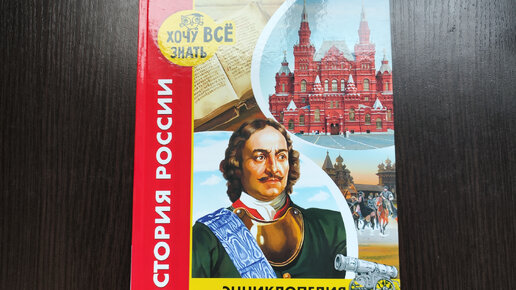 ХОЧУ ВСЁ
ЗНАТЬ
СТОРИЯ РОССИИ
ЭНЦИКЛОПЕДИЯ